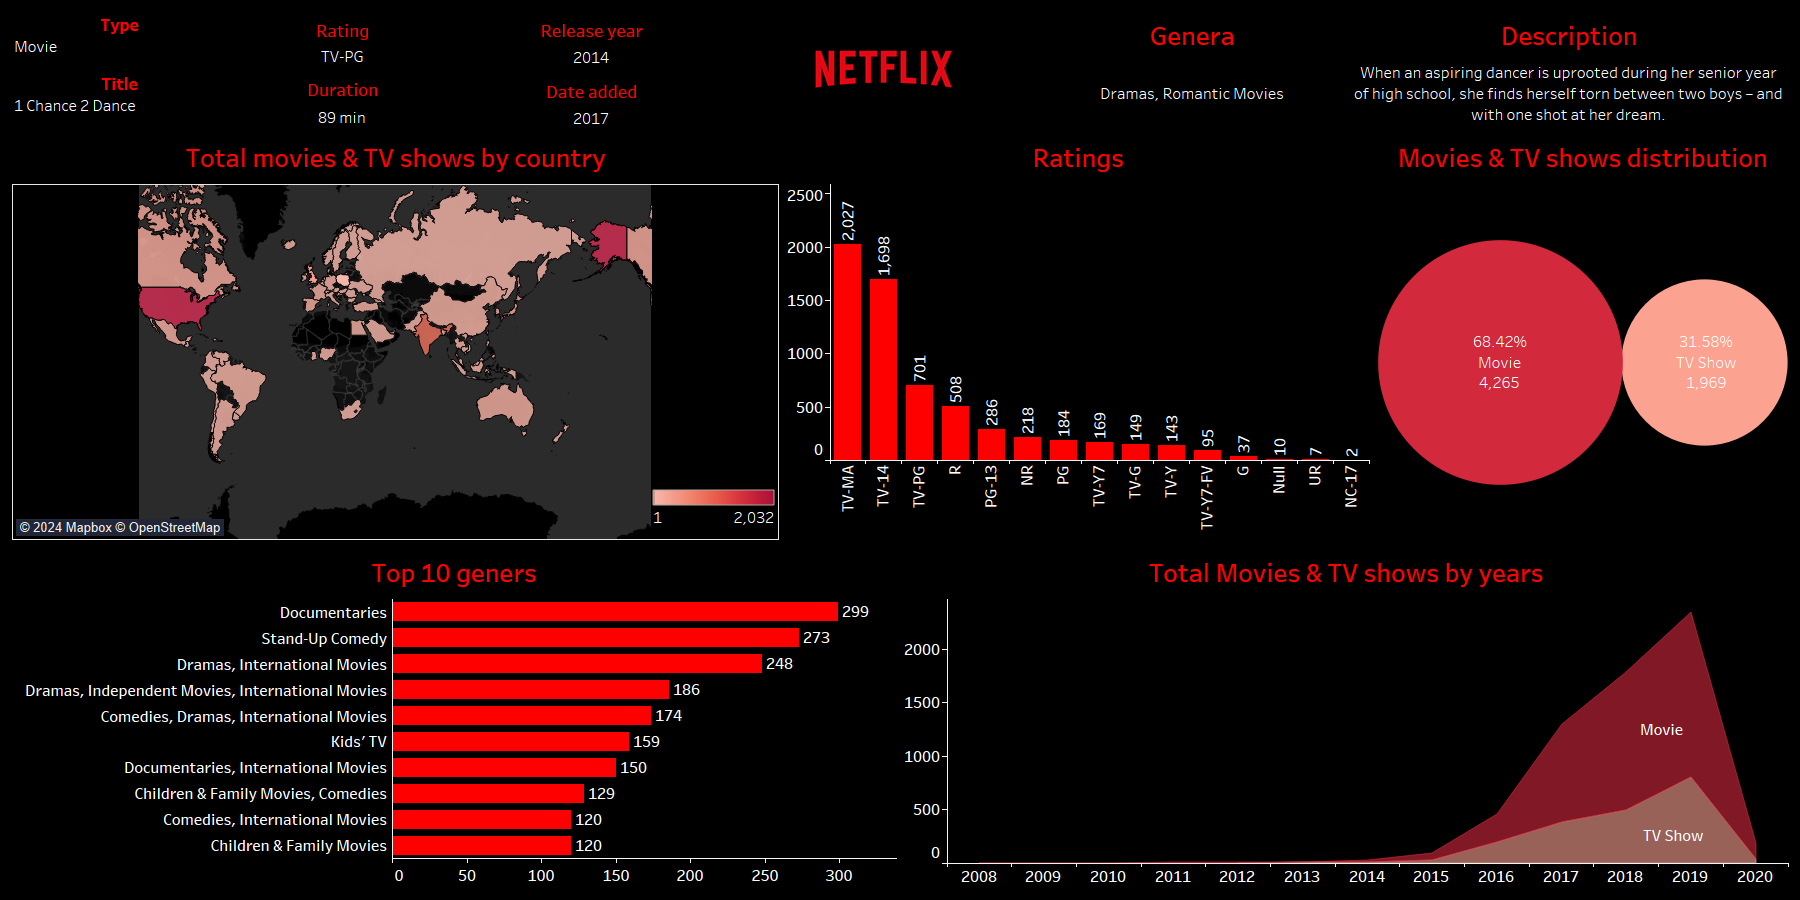 Type
Movie
Title
1 Chance 2 Dance
Rating
TV-PG
Duration
89 min
Release year
2014
Date added
2017
NETFLIX
Genera
Dramas, Romantic Movies
Description
When an aspiring dancer is uprooted during her senior year
of high school, she finds herself torn between two boys – and
with one shot at her dream.
Total movies & TV shows by country
1
2,032
© 2024 Mapbox © OpenStreetMap
Ratings
2500
2000
1500
1000
500
0
2,027
1,698
701
508
286
218
184
169
149
143
95
37
10
7
2
TV-MA
TV-14
TV-PG
R
PG-13
NR
PG
TV-Y7
TV-G
TV-Y
TV-Y7-FV
G
Null
UR
NC-17
Movies & TV shows distribution
68.42%
Movie
4,265
31.58%
TV Show
1,969
Top 10 geners
Documentaries 299
Stand-Up Comedy 273
Dramas, International Movies 248
Dramas, Independent Movies, International Movies 186
Comedies, Dramas, International Movies 174
Kids’ TV 159
Documentaries, International Movies 150
Children & Family Movies, Comedies 129
Comedies, International Movies 120
Children & Family Movies 120
0 50 100 150 200 250 300
Total Movies & TV shows by years
2000
1500
1000
500
0
Movie
TV Show
2008 2009 2010 2011 2012 2013 2014 2015 2016 2017 2018 2019 2020